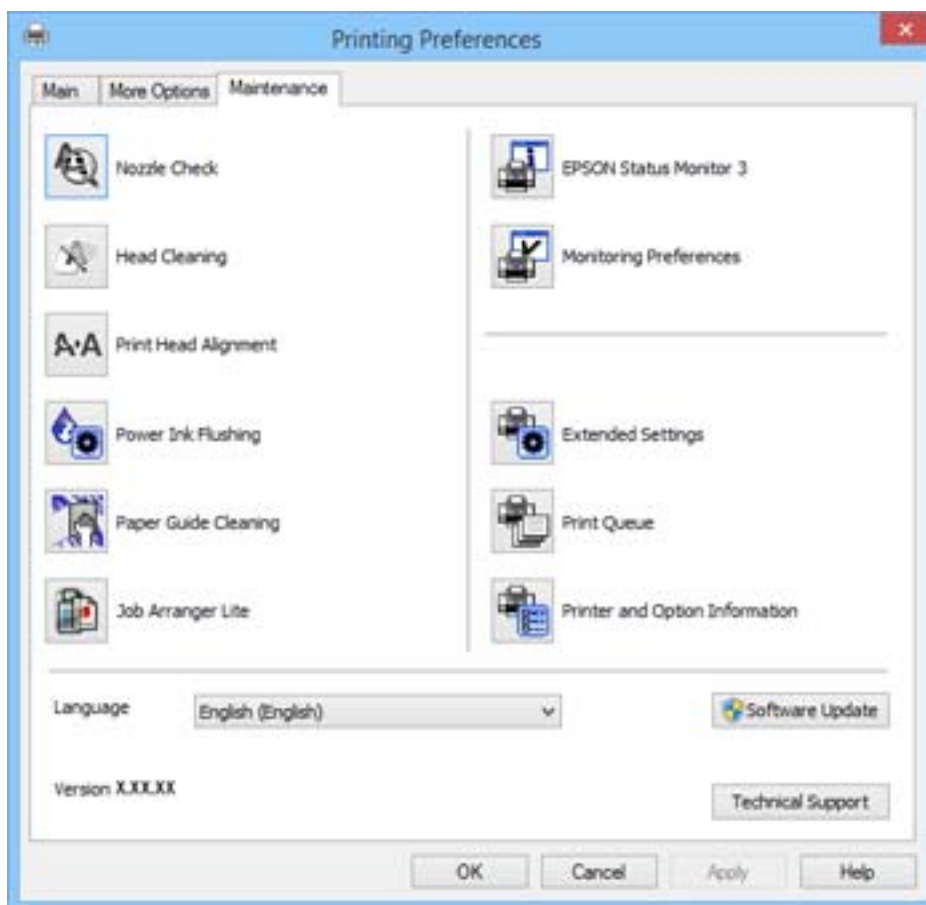 Printing Preferences
Main
More Options
Maintenance
Nozzle Check
Head Cleaning
A·A
Print Head Alignment
Power Ink Flushing
Paper Guide Cleaning
Job Arranger Lite
EPSON Status Monitor 3
Monitoring Preferences
Extended Settings
Print Queue
Printer and Option Information
Language
English (English)
Software Update
Version X.XX.XX
Technical Support
OK
Cancel
Apply
Help